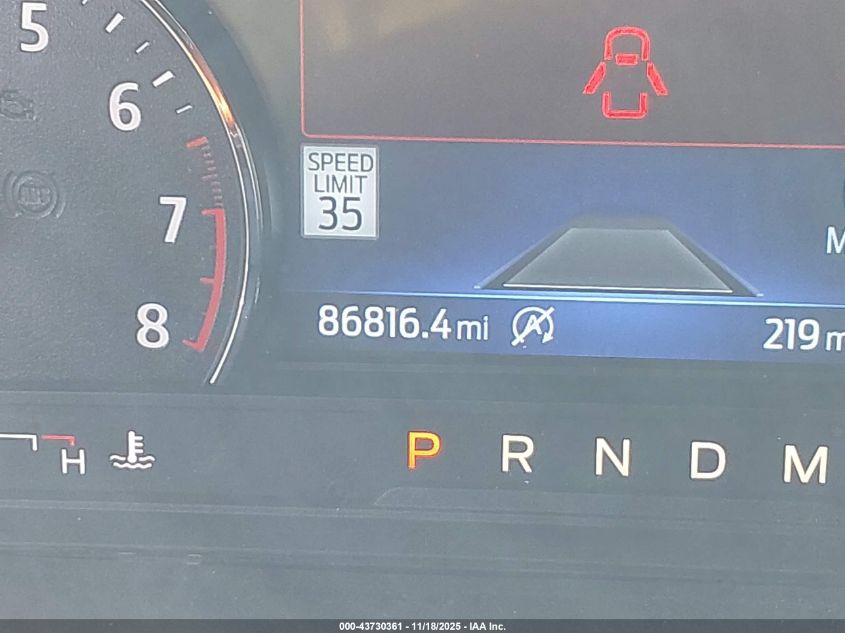 5
6
7
8
SPEED
LIMIT
35
M
86816.4 mi
219 m
H
P R N D M
000-43730361 - 11/18/2025 - IAA Inc.